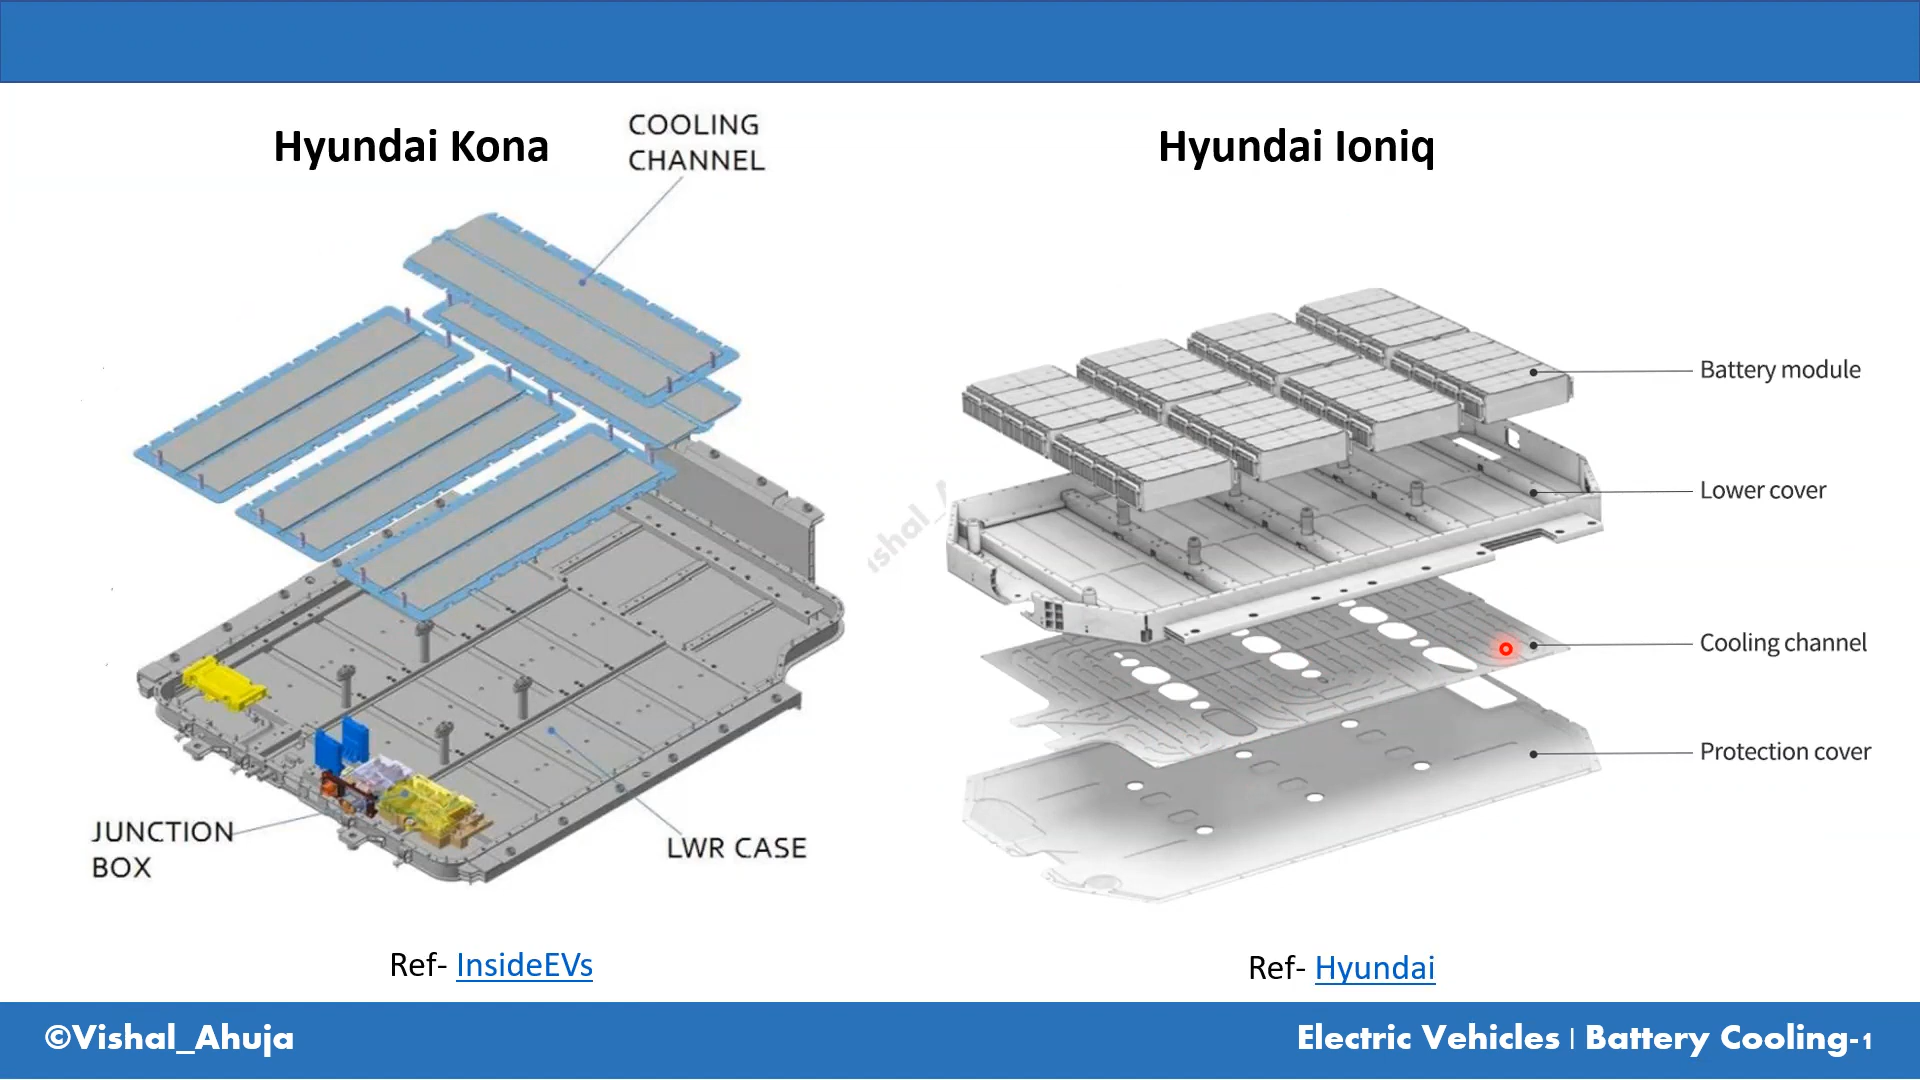 Hyundai Kona
COOLING
CHANNEL
JUNCTION
BOX
LWR CASE
Ref- InsideEVs
Hyundai Ioniq
Battery module
Lower cover
Cooling channel
Protection cover
Ref- Hyundai
©Vishal_Ahuja
Electric Vehicles | Battery Cooling-1